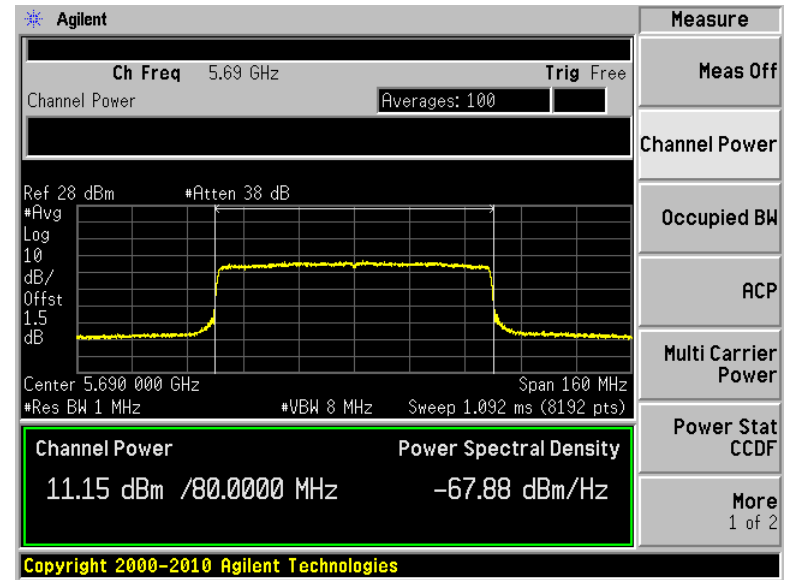 Agilent
Measure
Ch Freq 5.69 GHz Trig Free
Channel Power Averages: 100
Ref 28 dBm #Atten 38 dB
#Avg
Log
10
dB/
Offst
1.5
dB
Center 5.690 000 GHz Span 160 MHz
#Res BW 1 MHz #VBW 8 MHz Sweep 1.092 ms (8192 pts)
Channel Power Power Spectral Density
11.15 dBm /80.0000 MHz -67.88 dBm/Hz
Copyright 2000-2010 Agilent Technologies
Meas Off
Channel Power
Occupied BW
ACP
Multi Carrier
Power
Power Stat
CCDF
More
1 of 2